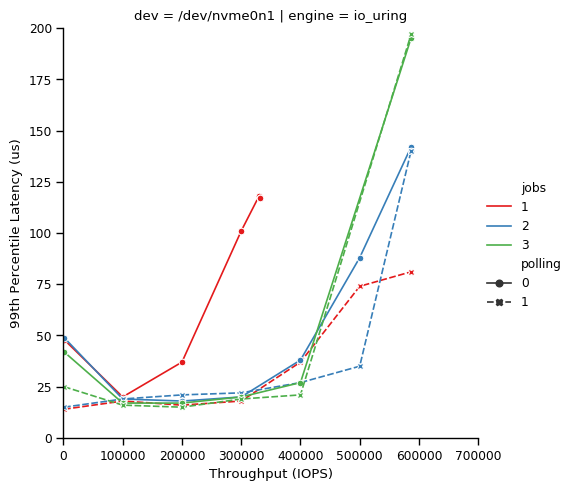 dev = /dev/nvme0n1 | engine = io_uring
200
175
150
125
100
75
50
25
0
99th Percentile Latency (us)
0 100000 200000 300000 400000 500000 600000 700000
Throughput (IOPS)
jobs
1
2
3
polling
0
1